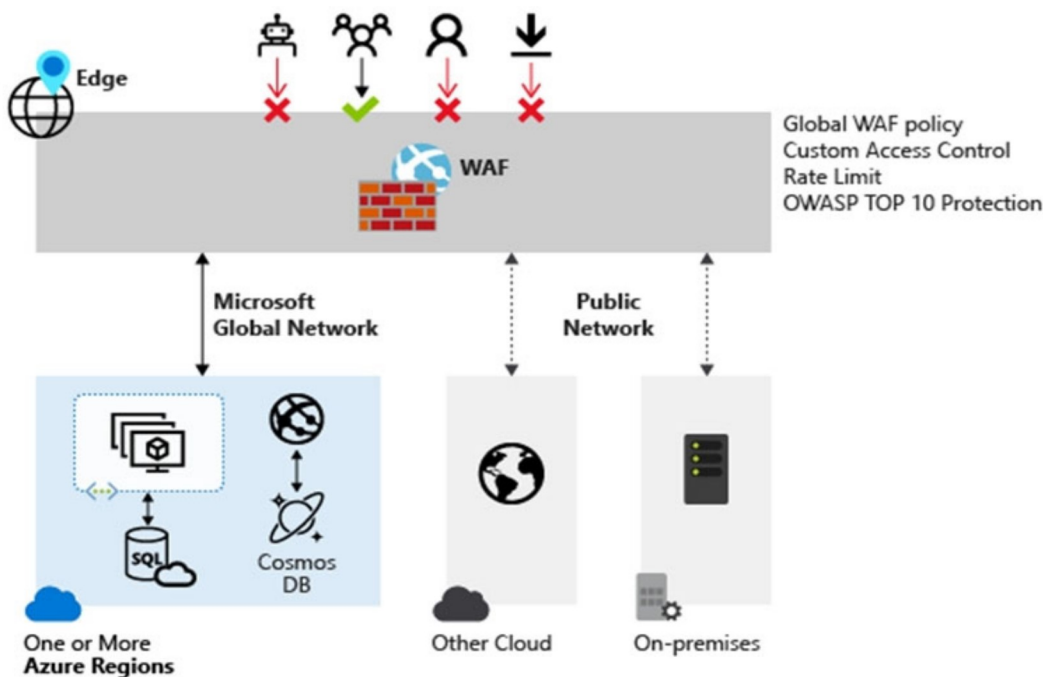 Edge
WAF
Global WAF policy
Custom Access Control
Rate Limit
OWASP TOP 10 Protection
Microsoft
Global Network
Public
Network
SQL
Cosmos
DB
One or More
Azure Regions
Other Cloud
On-premises